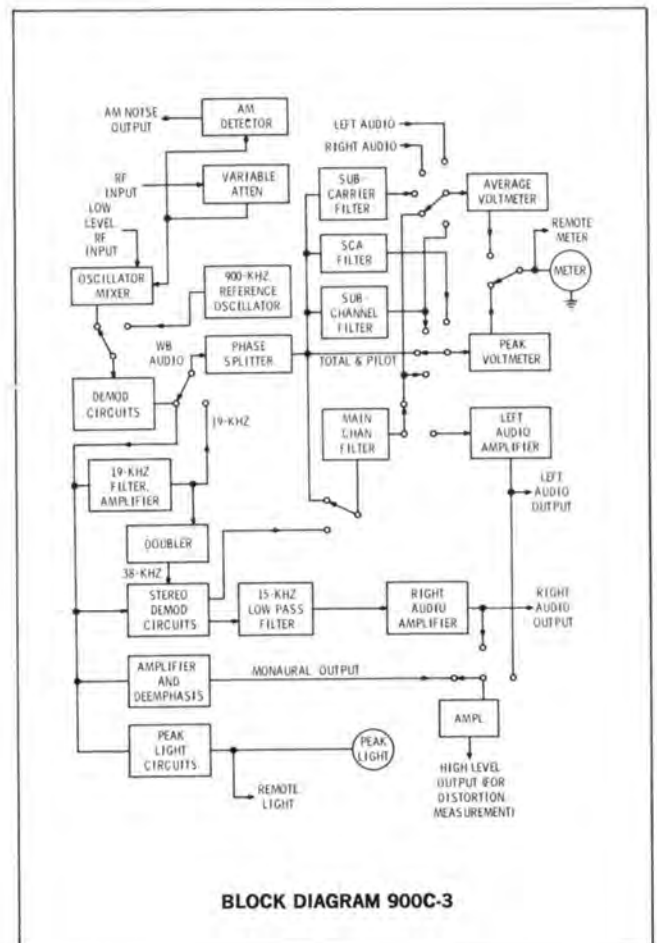 AM NOISE
OUTPUT
AM
DETECTOR
LEFT AUDIO
RIGHT AUDIO
RF
INPUT
VARIABLE
ATTEN
SUB-
CARRIER
FILTER
AVERAGE
VOLTMETER
LOW
LEVEL
RF
INPUT
REMOTE
METER
OSCILLATOR
MIXER
900-KHZ
REFERENCE
OSCILLATOR
SCA
FILTER
METER
SUB-
CHANNEL
FILTER
WB
AUDIO
PHASE
SPLITTER
TOTAL & PILOT
PEAK
VOLTMETER
DEMOD
CIRCUITS
19-KHZ
MAIN
CHAN
FILTER
LEFT
AUDIO
AMPLIFIER
19-KHZ
FILTER,
AMPLIFIER
LEFT
AUDIO
OUTPUT
DOUBLER
38-KHZ
STEREO
DEMOD
CIRCUITS
15-KHZ
LOW PASS
FILTER
RIGHT
AUDIO
AMPLIFIER
RIGHT
AUDIO
OUTPUT
AMPLIFIER
AND
DEEMPHASIS
MONAURAL OUTPUT
AMPL
PEAK
LIGHT
CIRCUITS
PEAK
LIGHT
REMOTE
LIGHT
HIGH LEVEL
OUTPUT (FOR
DISTORTION
MEASUREMENT)
BLOCK DIAGRAM 900C-3